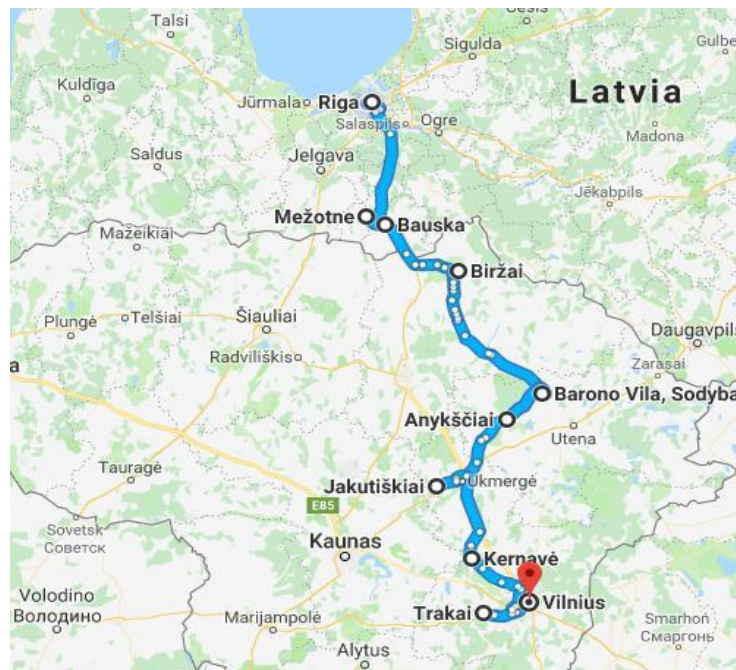 Talsi
Cēsis
Sigulda
Gulbe
Kuldīga
Jūrmala
Riga
Latvia
Salaspils
Ogre
Madona
Saldus
Jelgava
Jēkabpils
Mežotne
Bauska
Mažeikiai
Biržai
Plungė
Telšiai
Šiauliai
Daugavpils
Radviliškis
Zarasai
a
Barono Vila, Sodyba
Anykščiai
Utena
Tauragė
Jakutiškiai
Ukmergė
E85
Sovetsk
Советск
Kaunas
Kernavė
Volodino
Володино
Vilnius
Trakai
Marijampolė
Smarhoń
Смаргонь
Alytus